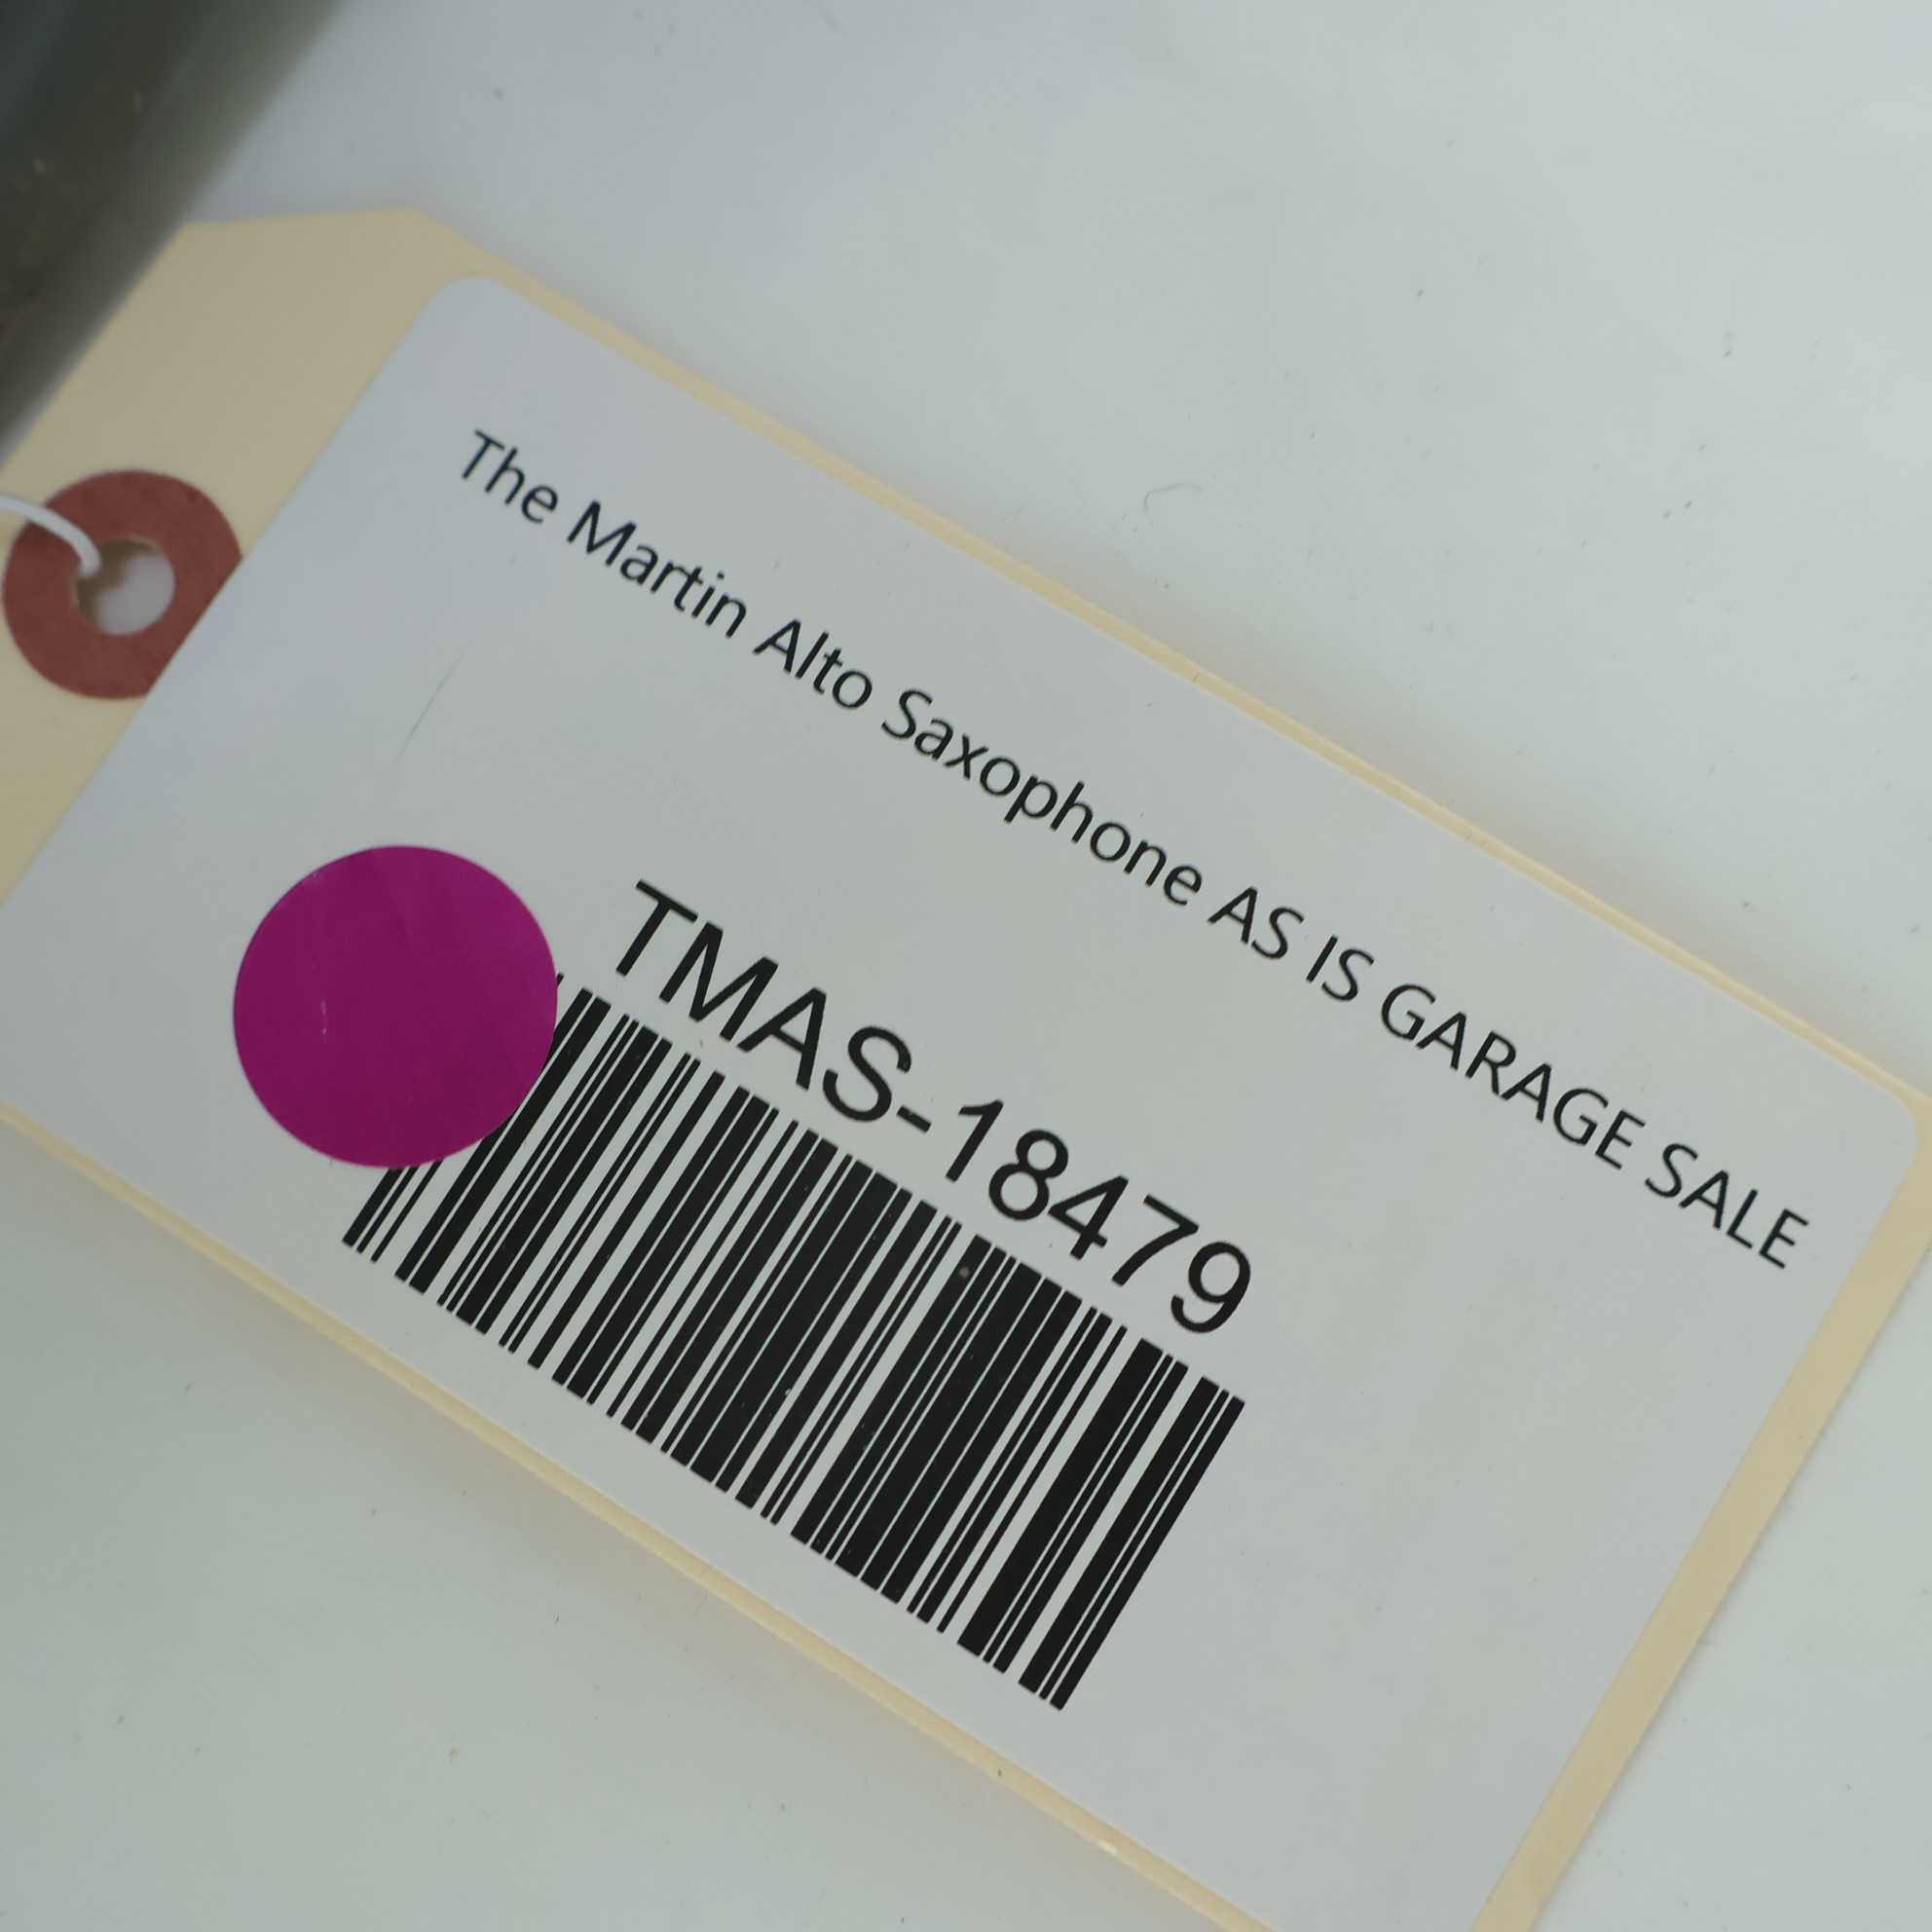 The Martin Alto Saxophone AS IS GARAGE SALE
TMAS-18479